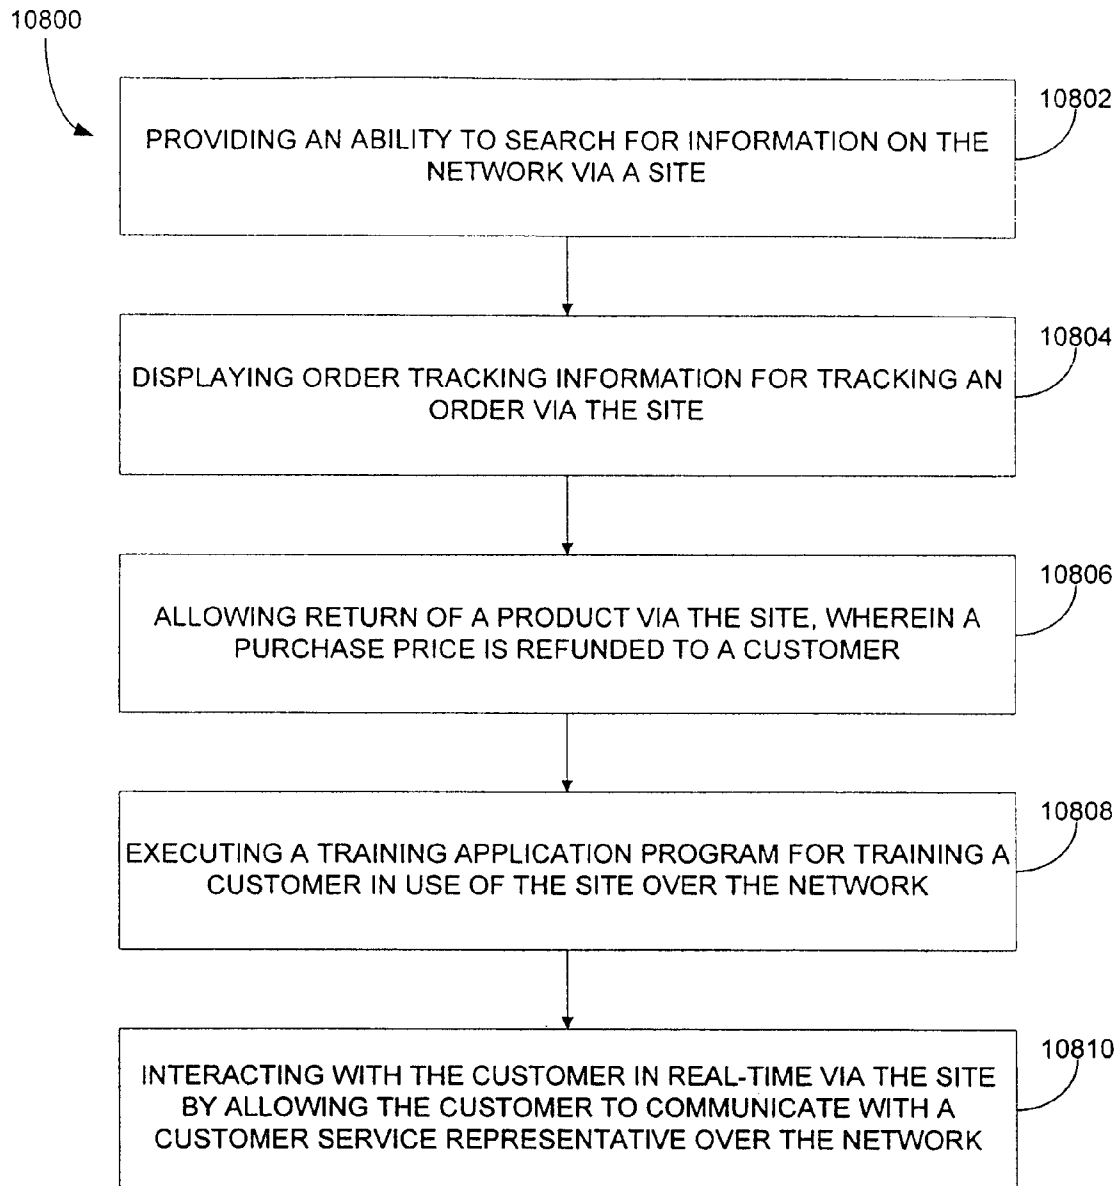 10800
10802
PROVIDING AN ABILITY TO SEARCH FOR INFORMATION ON THE
NETWORK VIA A SITE
10804
DISPLAYING ORDER TRACKING INFORMATION FOR TRACKING AN
ORDER VIA THE SITE
10806
ALLOWING RETURN OF A PRODUCT VIA THE SITE, WHEREIN A
PURCHASE PRICE IS REFUNDED TO A CUSTOMER
10808
EXECUTING A TRAINING APPLICATION PROGRAM FOR TRAINING A
CUSTOMER IN USE OF THE SITE OVER THE NETWORK
10810
INTERACTING WITH THE CUSTOMER IN REAL-TIME VIA THE SITE
BY ALLOWING THE CUSTOMER TO COMMUNICATE WITH A
CUSTOMER SERVICE REPRESENTATIVE OVER THE NETWORK